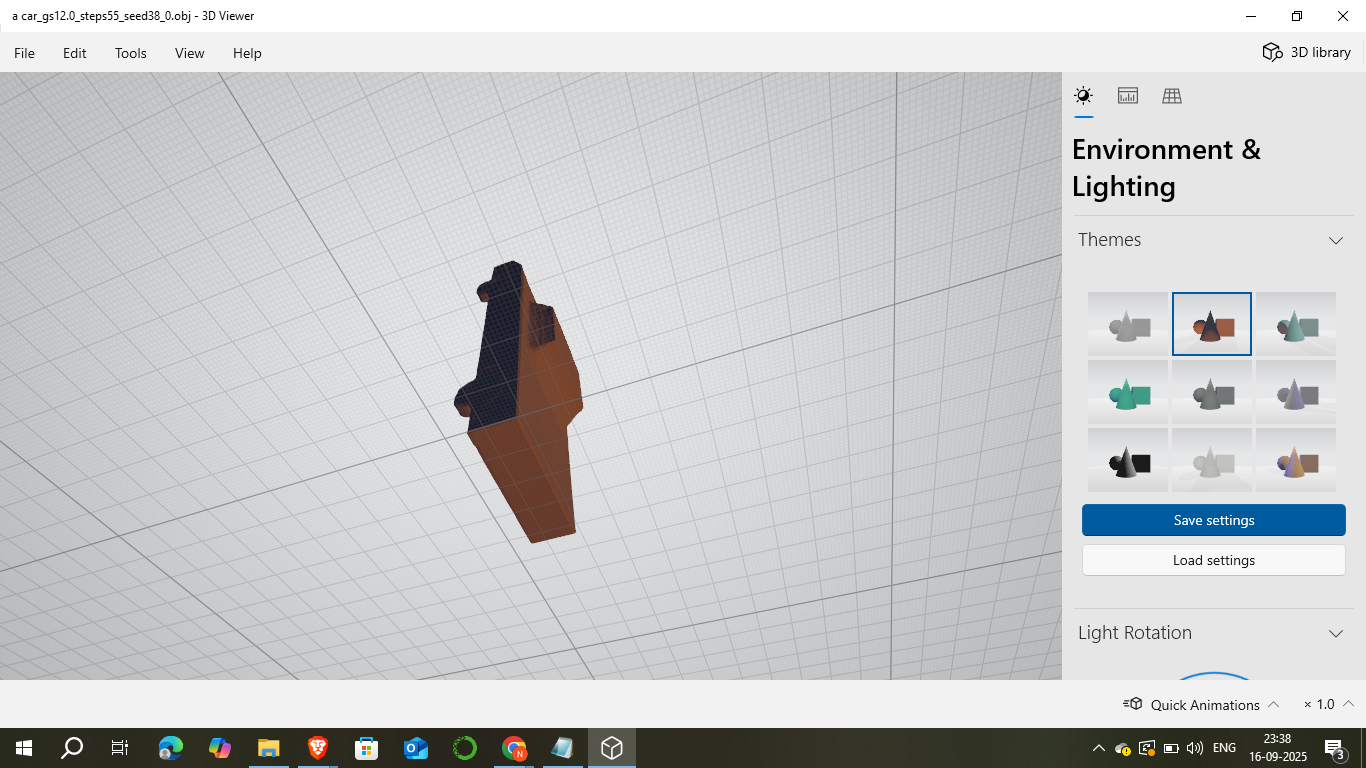 a car_gs12.0_steps55_seed38_0.obj - 3D Viewer
File Edit Tools View Help
3D library
Environment &
Lighting
Themes
Save settings
Load settings
Light Rotation
Quick Animations
× 1.0
ENG
23:38
16-09-2025
3
N